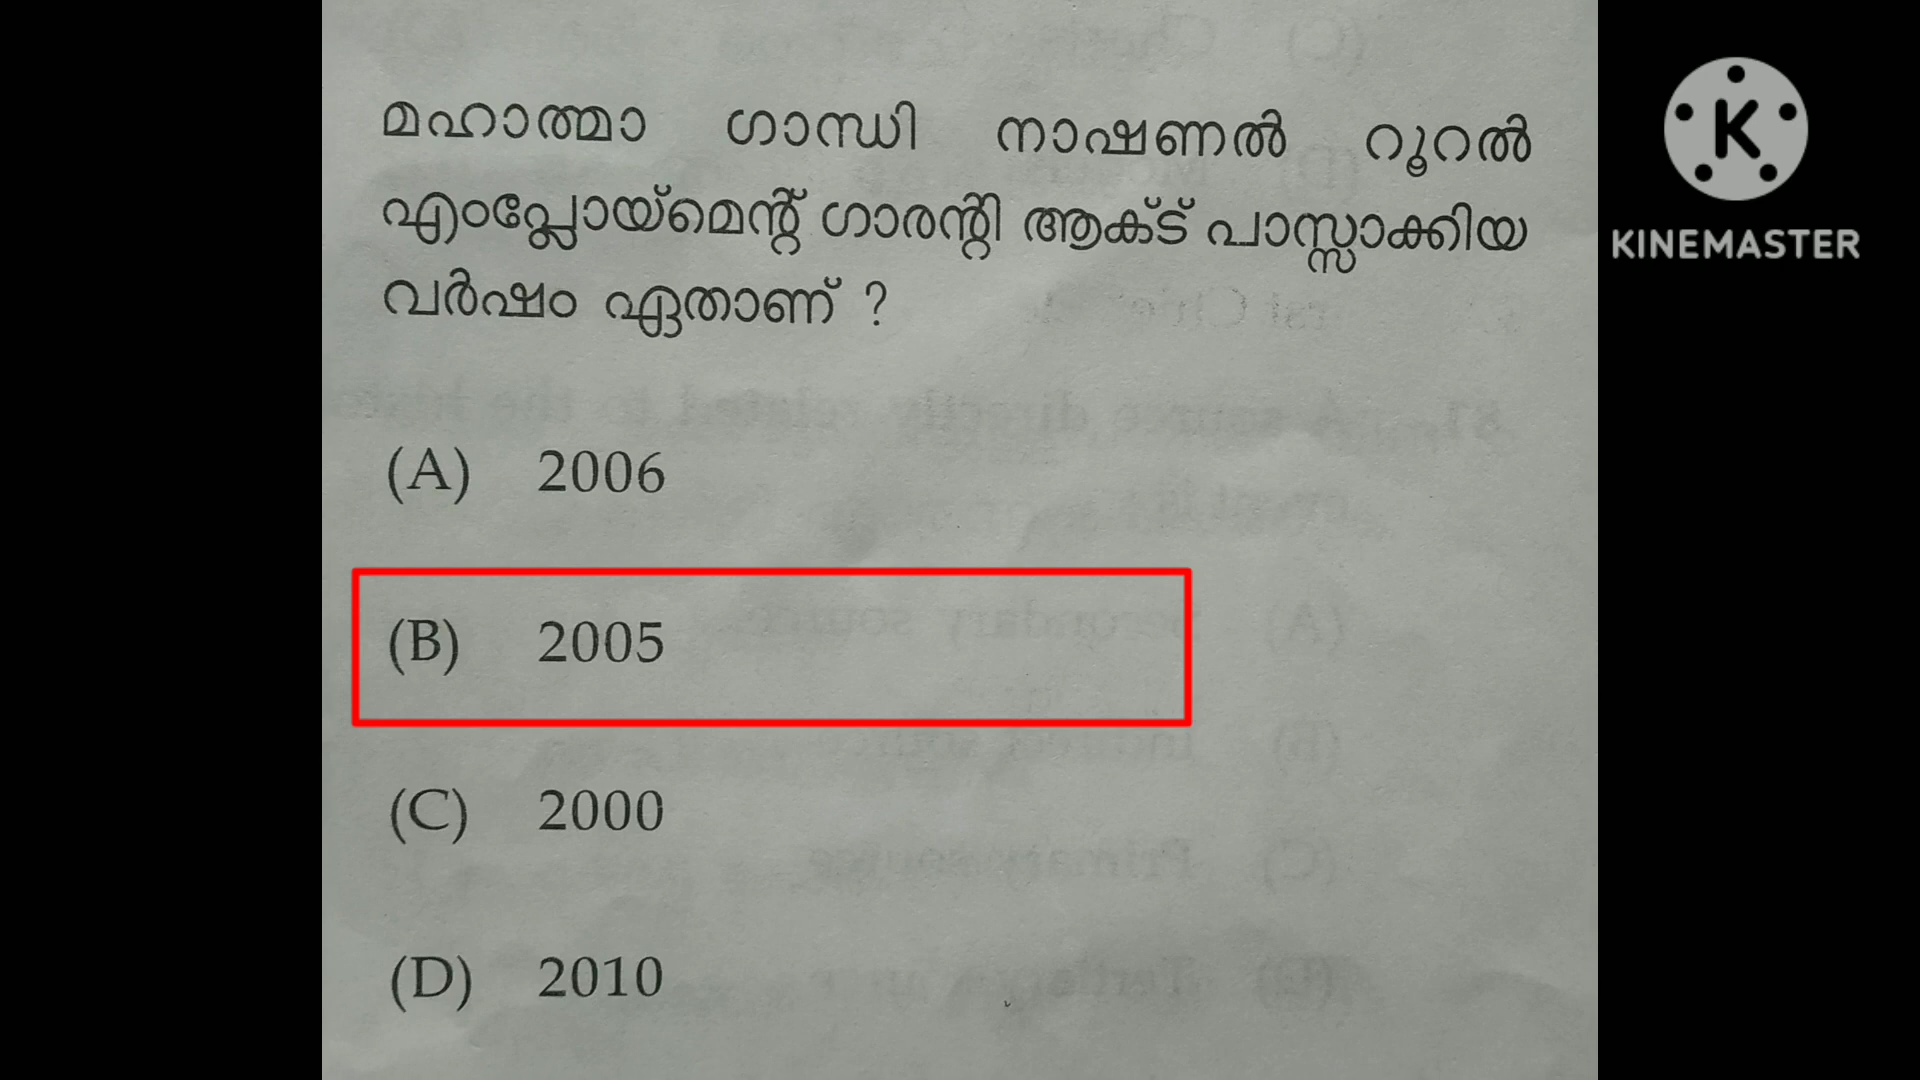 മഹാത്മാ ഗാന്ധി നാഷണൽ റൂറൽ
എംപ്ലോയ്മെന്റ് ഗാരന്റി ആക്ട് പാസ്സാക്കിയ
വർഷം ഏതാണ് ?
(A) 2006
(B) 2005
(C) 2000
(D) 2010
K
KINEMASTER